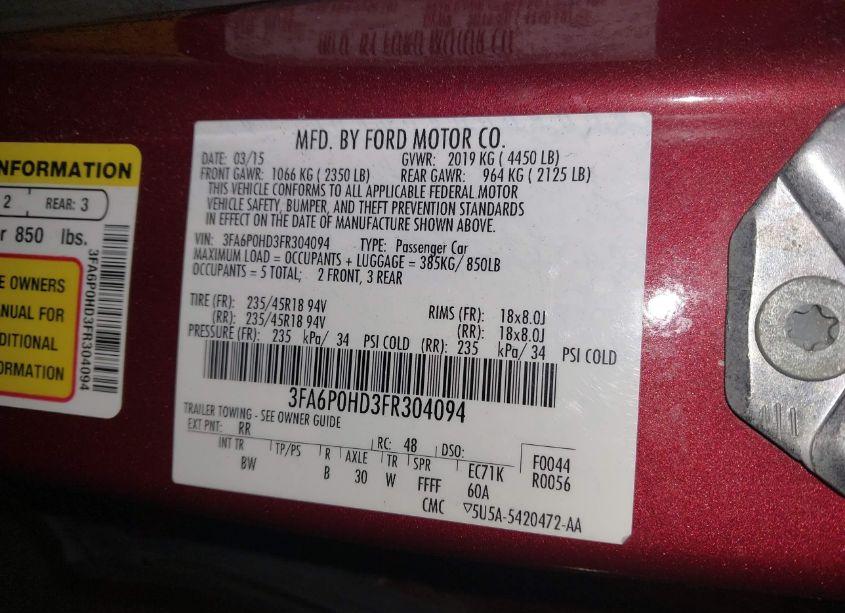 MFD. BY FORD MOTOR CO.
DATE: 03/15 GVWR: 2019 KG ( 4450 LB)
FRONT GAWR: 1066 KG ( 2350 LB) REAR GAWR: 964 KG ( 2125 LB)
THIS VEHICLE CONFORMS TO ALL APPLICABLE FEDERAL MOTOR
VEHICLE SAFETY, BUMPER, AND THEFT PREVENTION STANDARDS
IN EFFECT ON THE DATE OF MANUFACTURE SHOWN ABOVE.
VIN: 3FA6P0HD3FR304094 TYPE: Passenger Car
MAXIMUM LOAD = OCCUPANTS + LUGGAGE = 385KG/ 850LB
OCCUPANTS = 5 TOTAL; 2 FRONT, 3 REAR
TIRE (FR): 235/45R18 94V RIMS (FR): 18x8.0J
(RR): 235/45R18 94V (RR): 18x8.0J
PRESSURE (FR): 235 kPa/ 34 PSI COLD (RR): 235 kPa/ 34 PSI COLD
3FA6P0HD3FR304094
TRAILER TOWING - SEE OWNER GUIDE
EXT PNT: RR RC: 48 DSO:
INT TR TP/PS R AXLE TR SPR EC71K F0044
BW B 30 W FFFF 60A R0056
CMC ▽5U5A-5420472-AA
INFORMATION
2 REAR: 3
850 lbs.
OWNERS
FOR
3FA6P0HD3FR304094